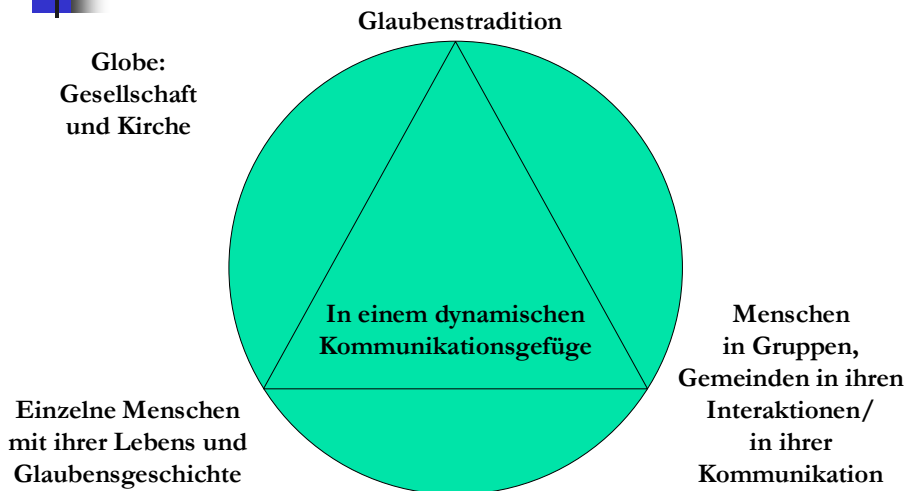 Glaubenstradition
Globe:
Gesellschaft
und Kirche
In einem dynamischen
Kommunikationsgefüge
Menschen
in Gruppen,
Gemeinden in ihren
Interaktionen/
in ihrer
Kommunikation
Einzelne Menschen
mit ihrer Lebens und
Glaubensgeschichte